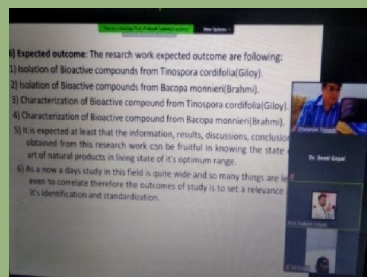 6) Expected outcome: The resarch work expected outcome are following:
1) Isolation of Bioactive compounds from Tinospora cordifolia(Giloy).
2) Isolation of Bioactive compounds from Bacopa monnieri(Brahmi).
3) Characterization of Bioactive compound from Tinospora cordifolia(Giloy).
4) Characterization of Bioactive compound from Bacopa monnieri(Brahmi).
5) It is expected at least that the information, results, discussions, conclusion
obtained from this research work can be fruitful in knowing the state
art of natural products in living state of it's optimum range.
6) As a now a days study in this field is quite wide and so many things are
even to correlate therefore the outcomes of study is to set a relevance
it's identification and standardization.
Dr. Swati Goyal